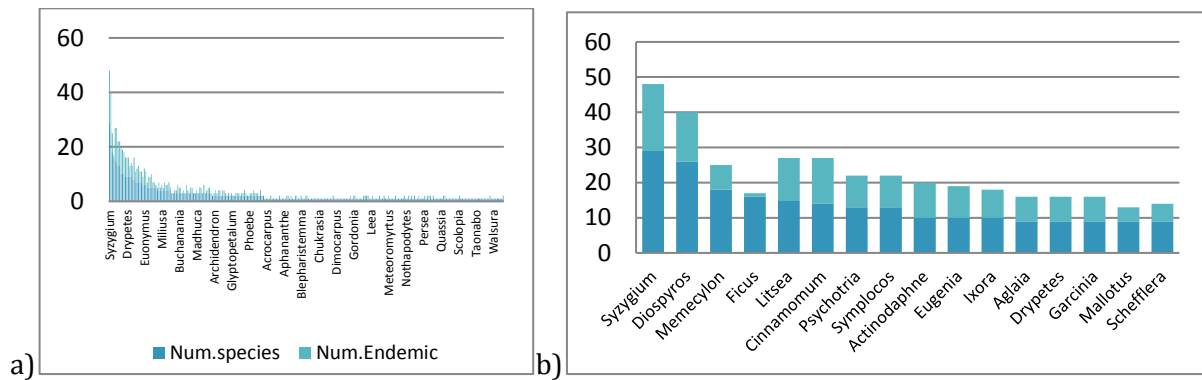 60
40
20
0
Syzygium
Drypetes
Euonymus
Miliusa
Buchanania
Madhuca
Archidendron
Glyptopetalum
Phoebe
Acrocarpus
Aphananthe
Blepharistemma
Chukrasia
Dimocarpus
Gordonia
Leea
Meteoromyrtus
Nothapodytes
Persea
Quassia
Scolopia
Taonabo
Walsura
Num.species
Num.Endemic
a)
60
50
40
30
20
10
0
Syzygium
Diospyros
Memecylon
Ficus
Litsea
Cinnamomum
Psychotria
Symplocos
Actinodaphne
Eugenia
Ixora
Aglaia
Drypetes
Garcinia
Mallotus
Schefflera
b)